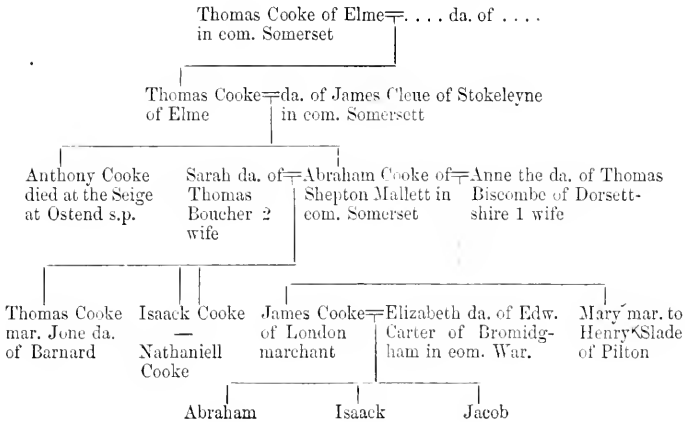 Thomas Cooke of Elme=. . . . da. of . . . .
in com. Somerset
Thomas Cooke=da. of James Cleue of Stokeleyne
of Elme
in com. Somersett
Anthony Cooke
died at the Seige
at Ostend s.p.
Sarah da. of=Abraham Cooke of=Anne the da. of Thomas
Thomas
Boucher 2
wife
Shepton Mallett in
com. Somerset
Biscombe of Dorsett-
shire 1 wife
Thomas Cooke
mar. Jone da.
of Barnard
Isaack Cooke
—
Nathaniell
Cooke
James Cooke=Elizabeth da. of Edw.
of London
marchant
Carter of Bromidg-
ham in com. War.
Mary mar. to
Henry Slade
of Pilton
Abraham
Isaack
Jacob